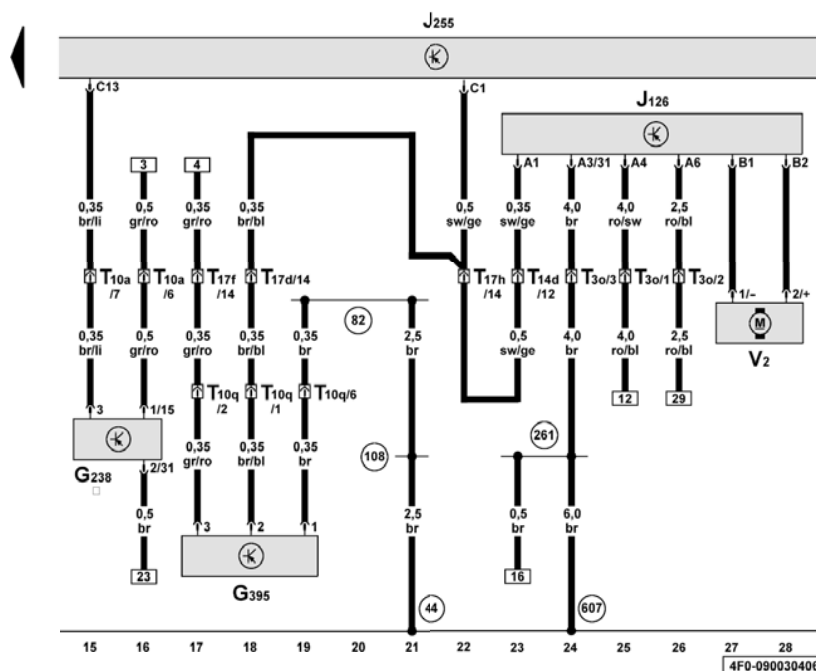 J255
C13
C1
J126
A1 A3/31 A4 A6 B1 B2
3 4
0,35 0,5 0,35 0,35 0,5 0,35 4,0 4,0 2,5
br/li gr/ro gr/ro br/bl sw/ge sw/ge br ro/sw ro/bl
T10a T10a T17f T17d/14 T17h T14d T3o/3 T3o/1 T3o/2
/7 /6 /14 /14 /12
1/– 2/+
82
M
0,35 0,5 0,35 0,35 0,35 2,5 0,5 4,0 4,0 2,5
br/li gr/ro gr/ro br/bl br br sw/ge br ro/bl ro/bl
V2
T10q T10q T10q/6
/2 /1
12 29
3 1/15
261
108
0,35 0,35 0,35
gr/ro br/bl br
2/31
G238
0,5 2,5 0,5 6,0
br br br br
3 2 1
23 16
G395
44 607
15 16 17 18 19 20 21 22 23 24 25 26 27 28
4F0-090030406